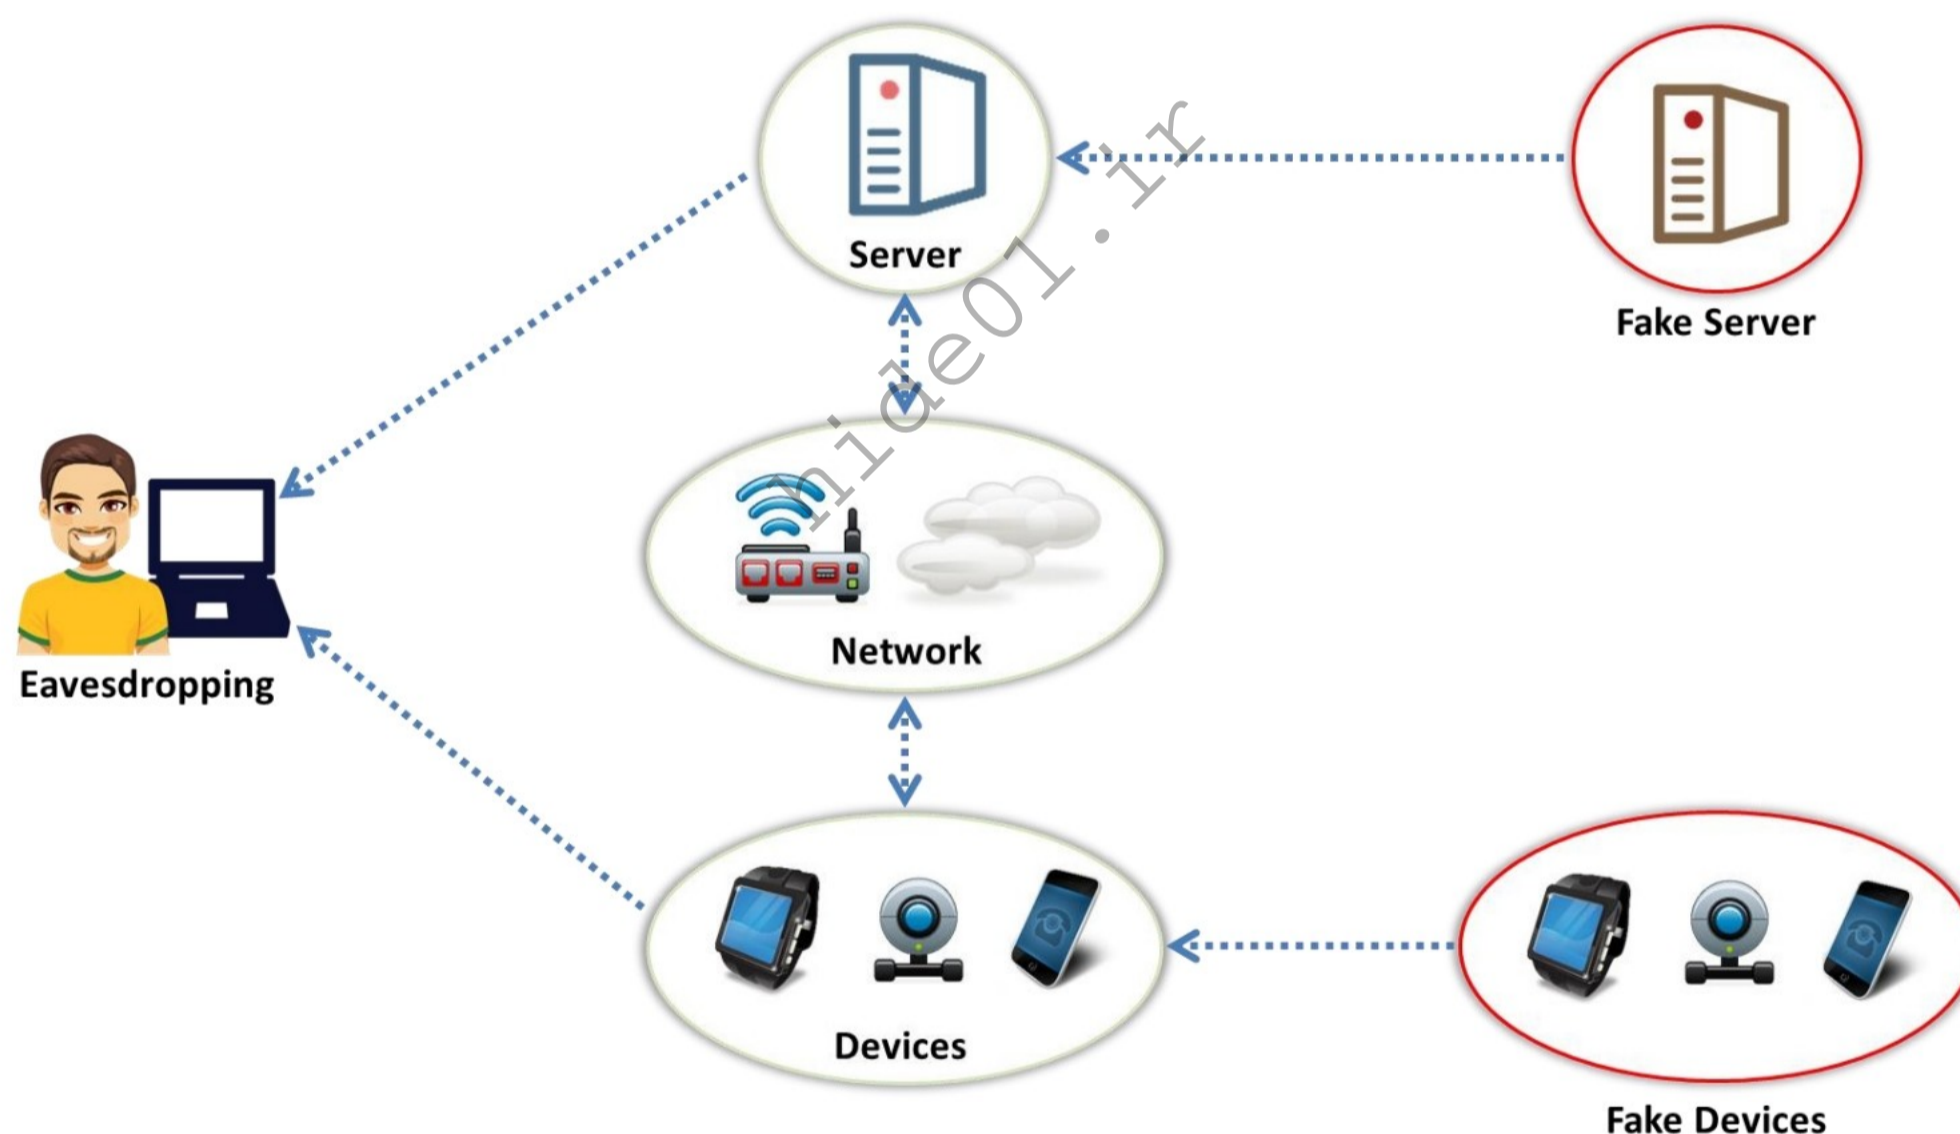 Server
Fake Server
hide01.ir
Eavesdropping
Network
Devices
Fake Devices